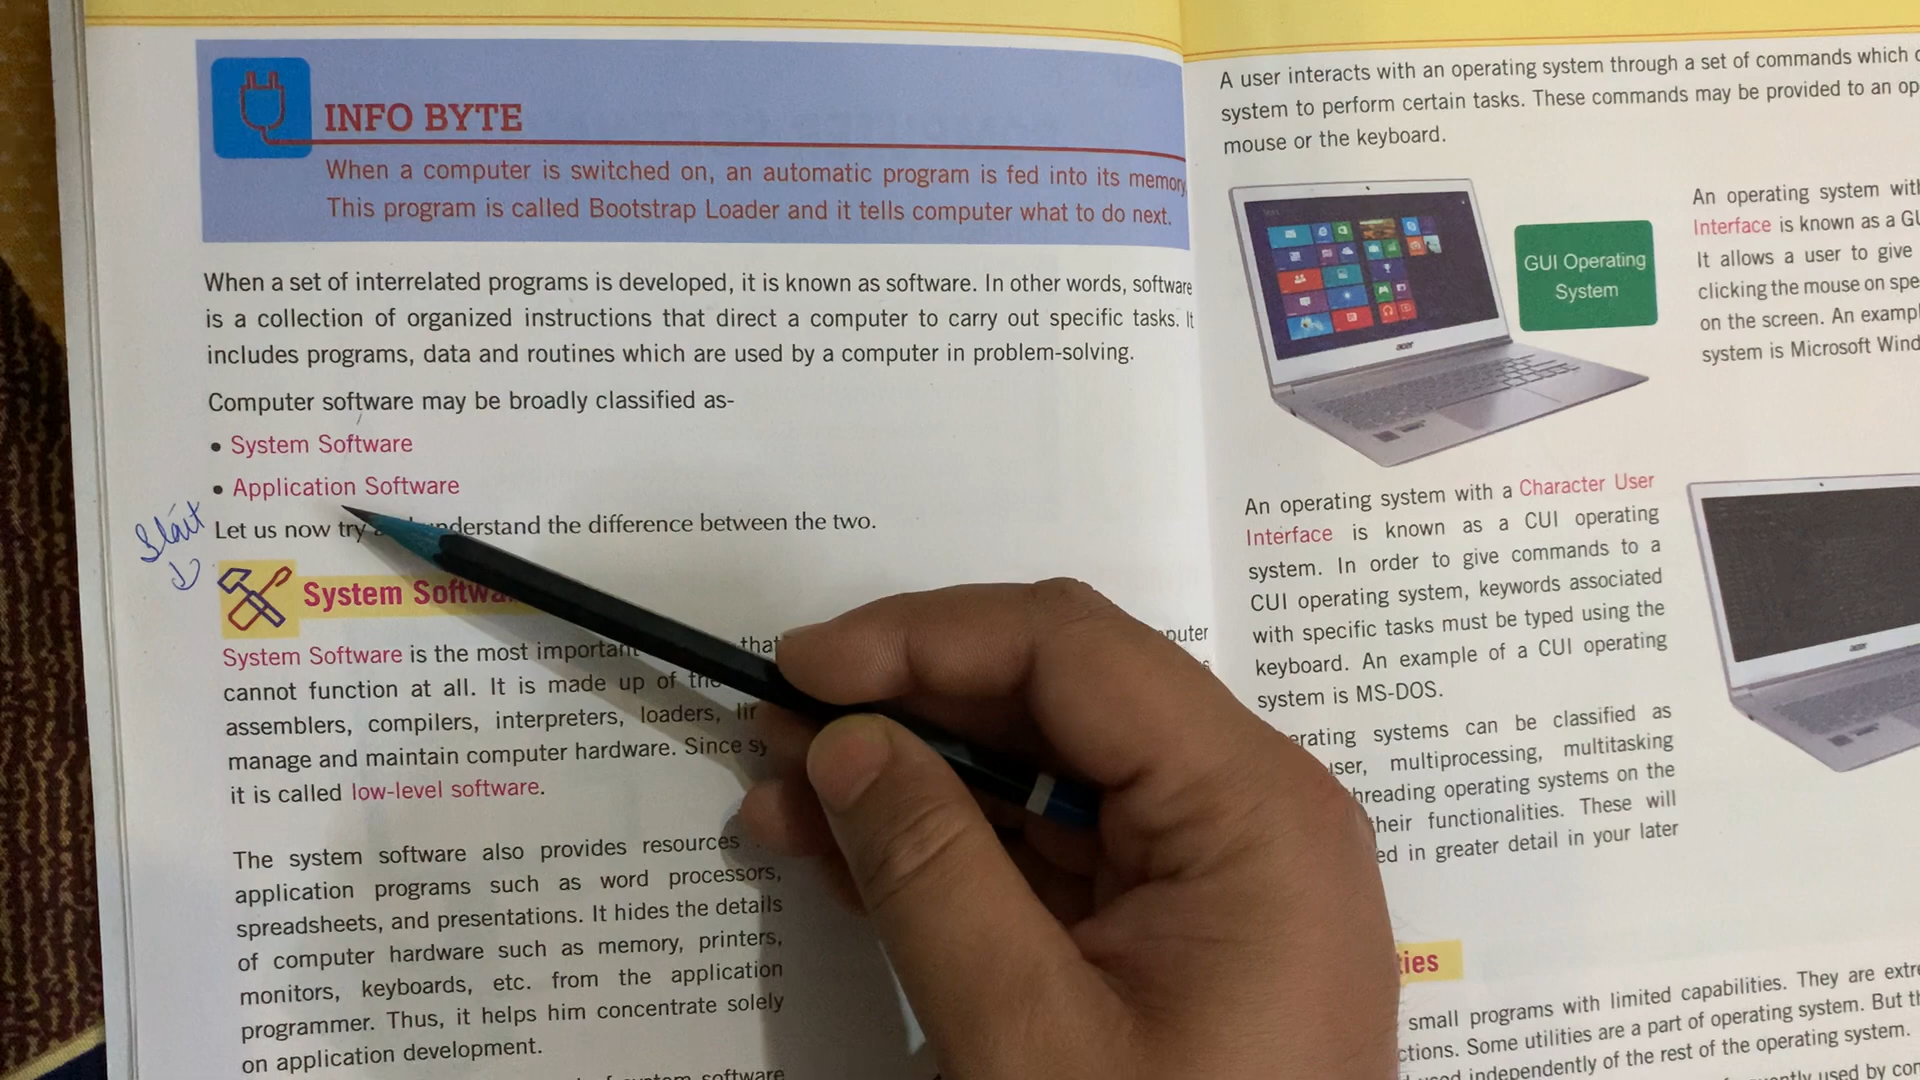 INFO BYTE
When a computer is switched on, an automatic program is fed into its memory
This program is called Bootstrap Loader and it tells computer what to do next.
When a set of interrelated programs is developed, it is known as software. In other words, software
is a collection of organized instructions that direct a computer to carry out specific tasks. It
includes programs, data and routines which are used by a computer in problem-solving.
Computer software may be broadly classified as-
• System Software
• Application Software
Start
Let us now try understand the difference between the two.
System
System Software is the most important that
cannot function at all. It is made up of the
assemblers, compilers, interpreters, loaders,
manage and maintain computer hardware. Since
it is called low-level software.
The system software also provides resources
application programs such as word processors,
spreadsheets, and presentations. It hides the details
of computer hardware such as memory, printers,
monitors, keyboards, etc. from the application
programmer. Thus, it helps him concentrate solely
on application development.
system software
A user interacts with an operating system through a set of commands which
system to perform certain tasks. These commands may be provided to an
mouse or the keyboard.
acer
GUI Operating
System
An operating system
Interface is known as a
It allows a user to give
clicking the mouse on
on the screen. An
system is Microsoft
An operating system with a Character User
Interface is known as a CUI operating
system. In order to give commands to a
CUI operating system, keywords associated
with specific tasks must be typed using the
keyboard. An example of a CUI operating
system is MS-DOS.
systems can be classified as
multiprocessing, multitasking
operating systems on the
their functionalities. These will
in greater detail in your later
acer
small programs with limited capabilities. They are
Some utilities are a part of operating system. But
independently of the rest of the operating system.
used by